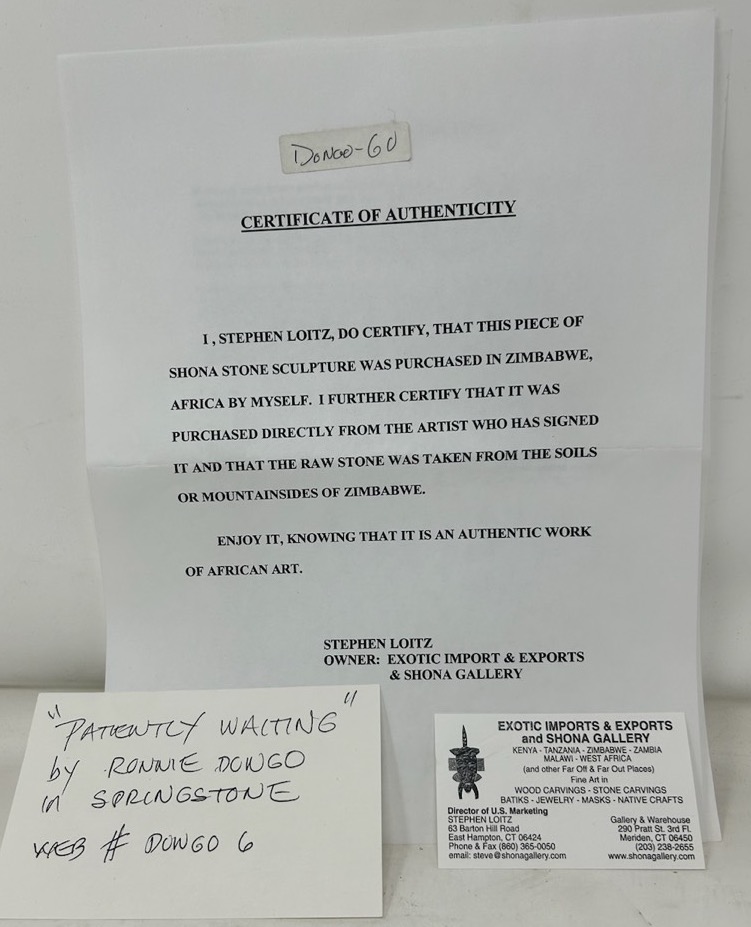 DONGO-60
CERTIFICATE OF AUTHENTICITY
I , STEPHEN LOITZ, DO CERTIFY, THAT THIS PIECE OF
SHONA STONE SCULPTURE WAS PURCHASED IN ZIMBABWE,
AFRICA BY MYSELF. I FURTHER CERTIFY THAT IT WAS
PURCHASED DIRECTLY FROM THE ARTIST WHO HAS SIGNED
IT AND THAT THE RAW STONE WAS TAKEN FROM THE SOILS
OR MOUNTAINSIDES OF ZIMBABWE.
ENJOY IT, KNOWING THAT IT IS AN AUTHENTIC WORK
OF AFRICAN ART.
STEPHEN LOITZ
OWNER: EXOTIC IMPORT & EXPORTS
& SHONA GALLERY
"PATIENTLY WAITING"
by RONNIE DONGO
in SPRINGSTONE
WEB # DONGO 6
EXOTIC IMPORTS & EXPORTS
and SHONA GALLERY
KENYA - TANZANIA - ZIMBABWE - ZAMBIA
MALAWI - WEST AFRICA
(and other Far Off & Far Out Places)
Fine Art in
WOOD CARVINGS - STONE CARVINGS
BATIKS - JEWELRY - MASKS - NATIVE CRAFTS
Director of U.S. Marketing
STEPHEN LOITZ
63 Barton Hill Road
East Hampton, CT 06424
Phone & Fax (860) 365-0050
email: steve@shonagallery.com
Gallery & Warehouse
290 Pratt St. 3rd Fl.
Meriden, CT 06450
(203) 238-2655
www.shonagallery.com